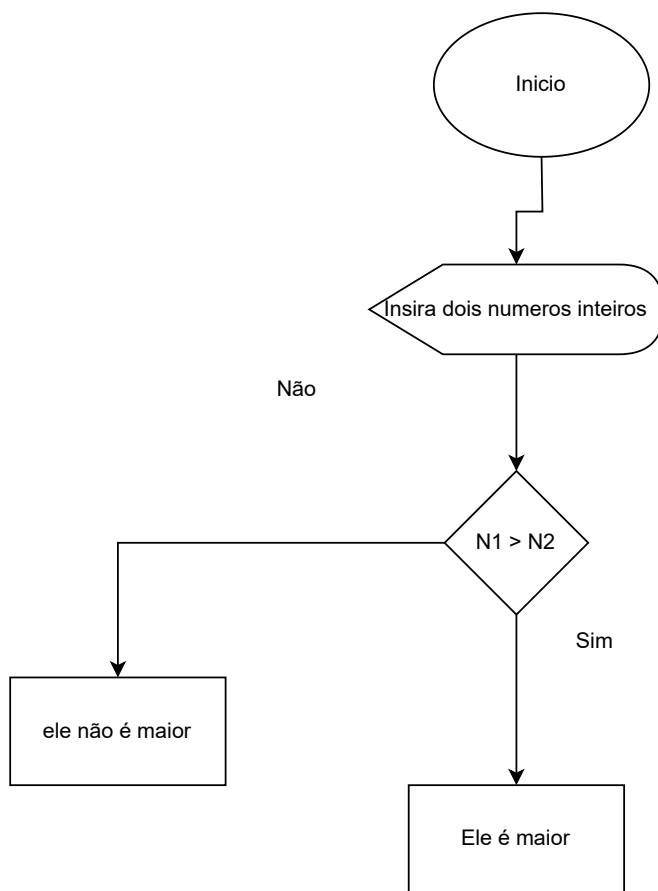 Inicio
Insira dois numeros inteiros
Não
N1 > N2
Sim
ele não é maior
Ele é maior